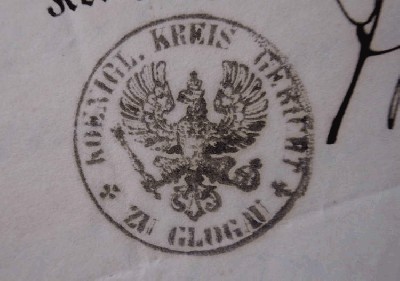 KOENIGL. KREIS GERICHT
ZU GLOGAU